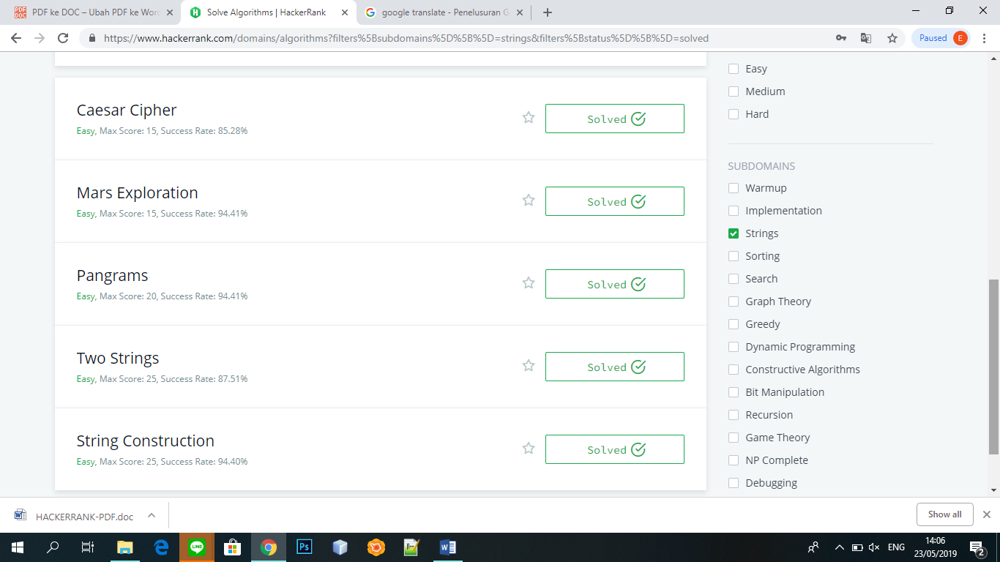 PDF ke DOC – Ubah PDF ke Word
Solve Algorithms | HackerRank
google translate - Penelusuran G
https://www.hackerrank.com/domains/algorithms?filters%5Bsubdomains%5D%5B%5D=strings&filters%5Bstatus%5D%5B%5D=solved
Paused E
Caesar Cipher
Easy, Max Score: 15, Success Rate: 85.28%
Solved
Mars Exploration
Easy, Max Score: 15, Success Rate: 94.41%
Solved
Pangrams
Easy, Max Score: 20, Success Rate: 94.41%
Solved
Two Strings
Easy, Max Score: 25, Success Rate: 87.51%
Solved
String Construction
Easy, Max Score: 25, Success Rate: 94.40%
Solved
Easy
Medium
Hard
SUBDOMAINS
Warmup
Implementation
Strings
Sorting
Search
Graph Theory
Greedy
Dynamic Programming
Constructive Algorithms
Bit Manipulation
Recursion
Game Theory
NP Complete
Debugging
HACKERRANK-PDF.doc
Show all
LINE
Ps
ENG
14:06
23/05/2019
2